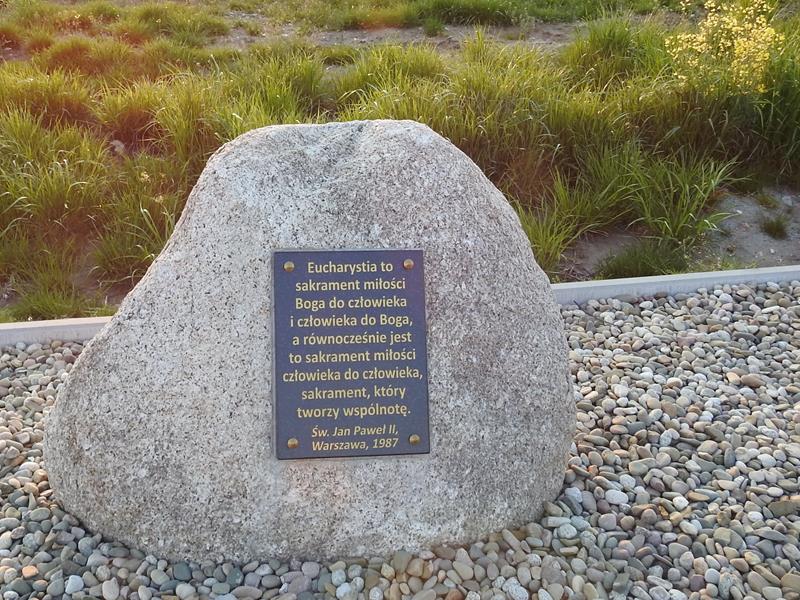 Eucharystia to
sakrament miłości
Boga do człowieka
i człowieka do Boga,
a równocześnie jest
to sakrament miłości
człowieka do człowieka,
sakrament, który
tworzy wspólnotę.
Św. Jan Paweł II,
Warszawa, 1987